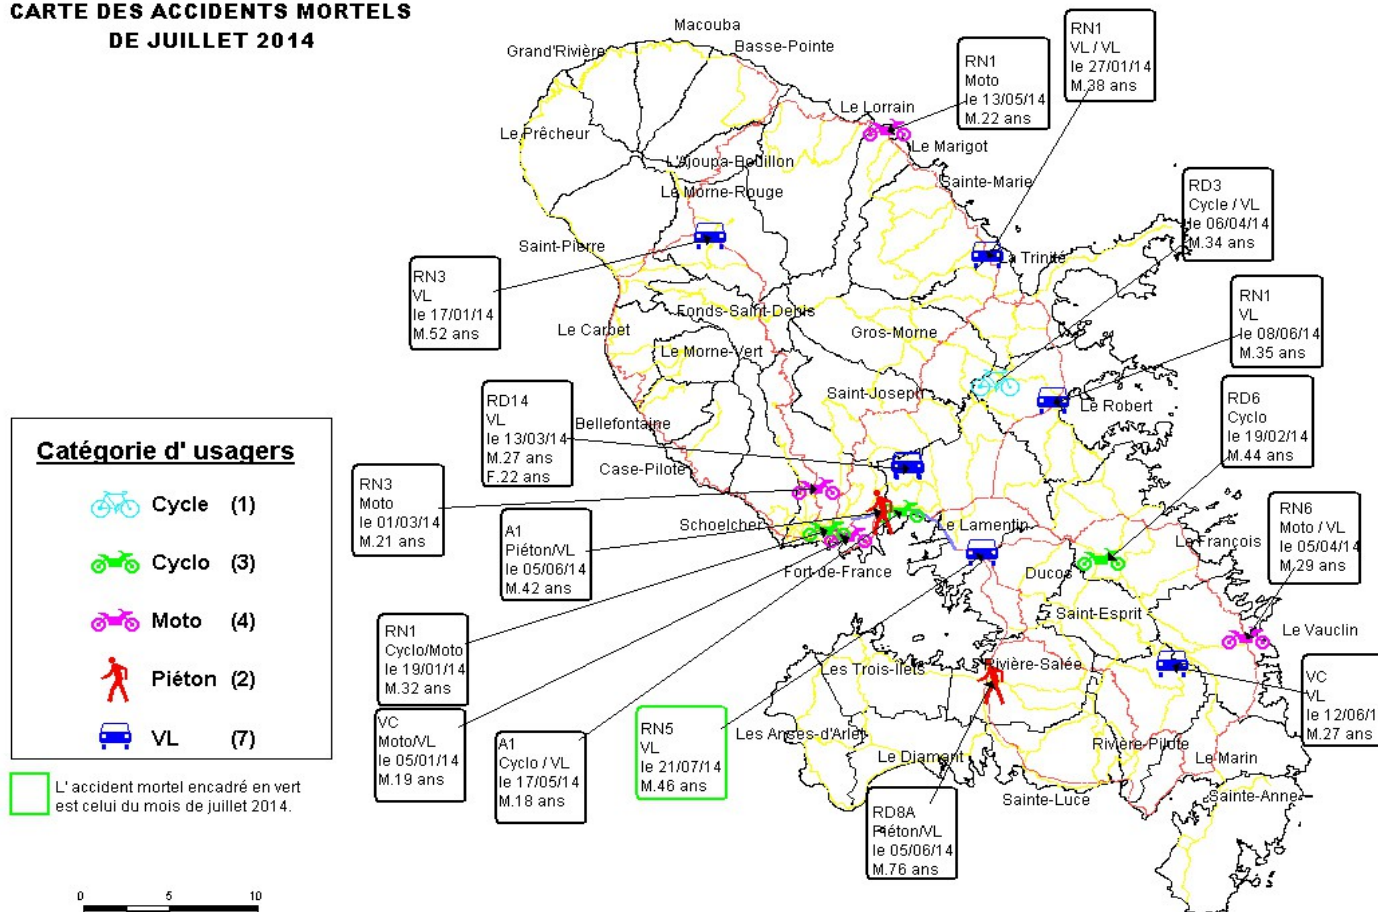 CARTE DES ACCIDENTS MORTELS
DE JUILLET 2014
Macouba
Grand'Rivière
Basse-Pointe
Le Prêcheur
L'Ajoupa-Bouillon
Le Lorrain
Le Marigot
Le Morne-Rouge
Sainte-Marie
Saint-Pierre
La Trinité
Fonds-Saint-Denis
Le Carbet
Gros-Morne
Le Morne-Vert
Saint-Joseph
Le Robert
Bellefontaine
Case-Pilote
Schoelcher
Le Lamentin
Fort-de-France
Le François
Ducos
Saint-Esprit
Le Vauclin
Les Trois-Ilets
Rivière-Salée
Les Anses-d'Arlet
Le Diamant
Rivière-Pilote
Le Marin
Sainte-Luce
Sainte-Anne
RN1
Moto
le 13/05/14
M.22 ans
RN1
VL / VL
le 27/01/14
M.38 ans
RD3
Cycle / VL
le 06/04/14
M.34 ans
RN3
VL
le 17/01/14
M.52 ans
RN1
VL
le 08/06/14
M.35 ans
RD14
VL
le 13/03/14
M.27 ans
F.22 ans
RD6
Cyclo
le 19/02/14
M.44 ans
RN3
Moto
le 01/03/14
M.21 ans
A1
Piéton/VL
le 05/06/14
M.42 ans
RN6
Moto / VL
le 05/04/14
M.29 ans
RN1
Cyclo/Moto
le 19/01/14
M.32 ans
VC
VL
le 12/06/1
M.27 ans
VC
Moto/VL
le 05/01/14
M.19 ans
A1
Cyclo / VL
le 17/05/14
M.18 ans
RN5
VL
le 21/07/14
M.46 ans
RD8A
Piéton/VL
le 05/06/14
M.76 ans
Catégorie d' usagers
Cycle (1)
Cyclo (3)
Moto (4)
Piéton (2)
VL (7)
L' accident mortel encadré en vert
est celui du mois de juillet 2014.
0 5 10